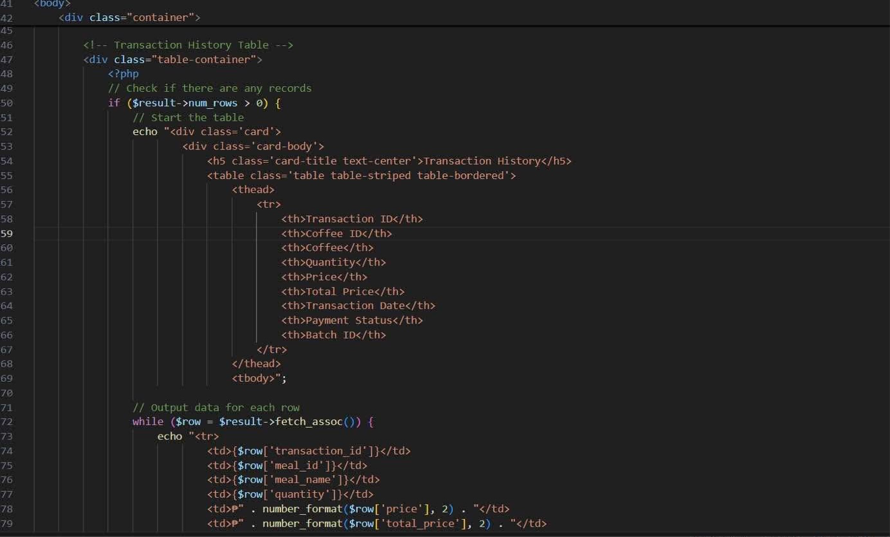 41 <body>
42 <div class="container">
45
46 <!-- Transaction History Table -->
47 <div class="table-container">
48 <?php
49 // Check if there are any records
50 if ($result->num_rows > 0) {
51 // Start the table
52 echo "<div class='card'>
53 <div class='card-body'>
54 <h5 class='card-title text-center'>Transaction History</h5>
55 <table class='table table-striped table-bordered'>
56 <thead>
57 <tr>
58 <th>Transaction ID</th>
59 <th>Coffee ID</th>
60 <th>Coffee</th>
61 <th>Quantity</th>
62 <th>Price</th>
63 <th>Total Price</th>
64 <th>Transaction Date</th>
65 <th>Payment Status</th>
66 <th>Batch ID</th>
67 </tr>
68 </thead>
69 <tbody>";
70
71 // Output data for each row
72 while ($row = $result->fetch_assoc()) {
73 echo "<tr>
74 <td>{$row['transaction_id']}</td>
75 <td>{$row['meal_id']}</td>
76 <td>{$row['meal_name']}</td>
77 <td>{$row['quantity']}</td>
78 <td>₱" . number_format($row['price'], 2) . "</td>
79 <td>₱" . number_format($row['total_price'], 2) . "</td>